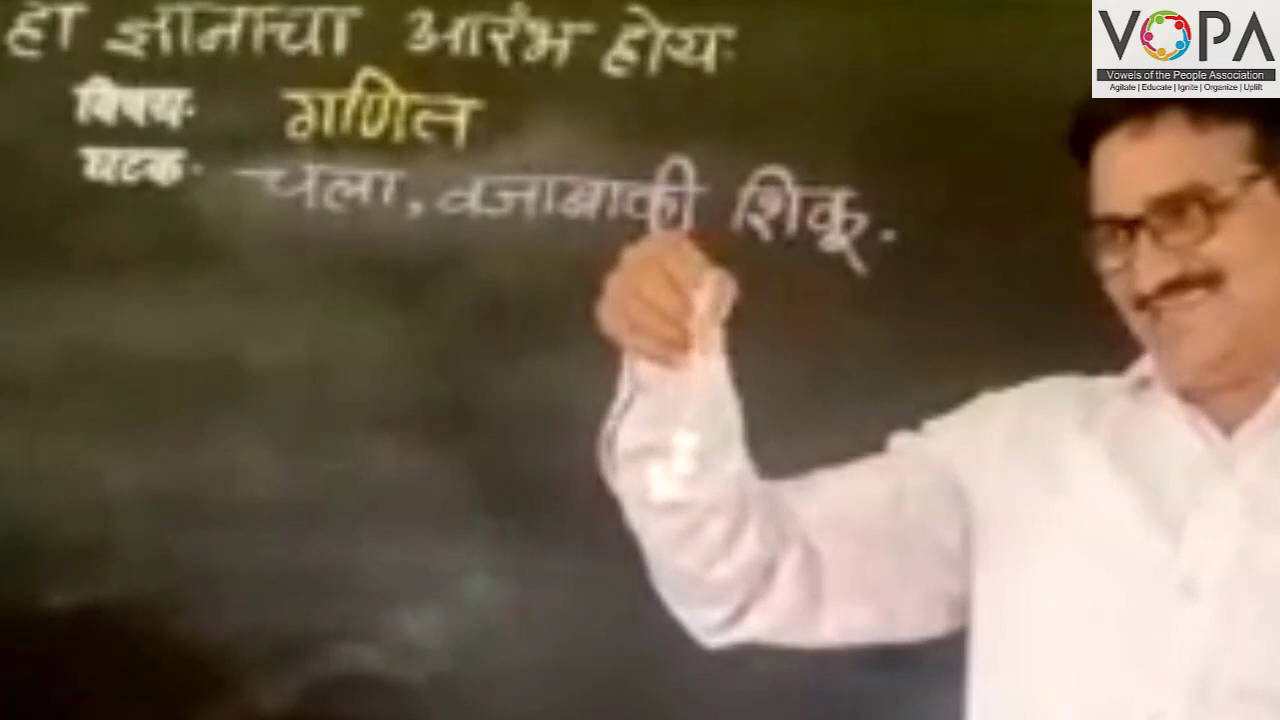 हा ज्ञानाचा आरंभ होय
विषय:- गणित
घटक:- चला, वजाबाकी शिकू.
VOPA
Vowels of the People Association
Agitate | Educate | Ignite | Organize | Uplift